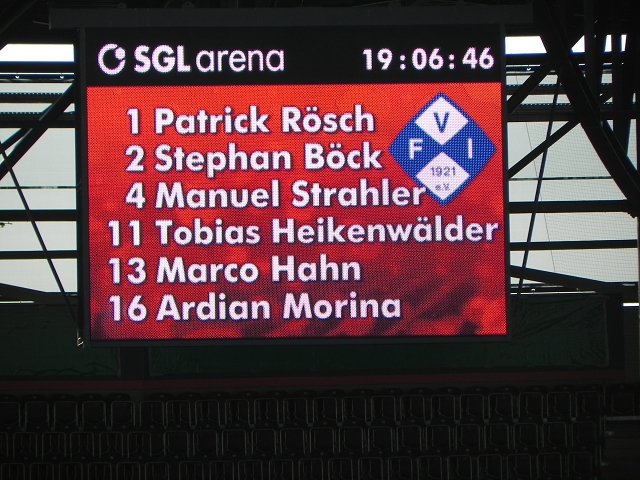 SGL arena 19:06:46
1 Patrick Rösch
2 Stephan Böck
4 Manuel Strahler
11 Tobias Heikenwälder
13 Marco Hahn
16 Ardian Morina
V
F I
1921
e.V.